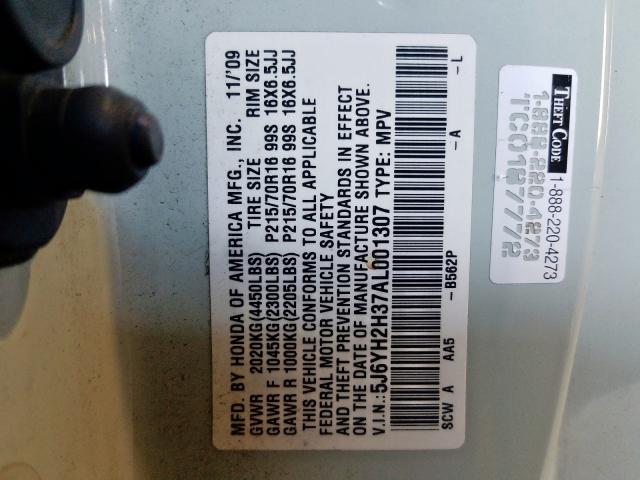 MFD. BY HONDA OF AMERICA MFG., INC. 11/'09
GVWR 2020KG(4450LBS) TIRE SIZE RIM SIZE
GAWR F 1045KG(2300LBS) P215/70R16 99S 16X6.5JJ
GAWR R 1000KG(2205LBS) P215/70R16 99S 16X6.5JJ
THIS VEHICLE CONFORMS TO ALL APPLICABLE
FEDERAL MOTOR VEHICLE SAFETY
AND THEFT PREVENTION STANDARDS IN EFFECT
ON THE DATE OF MANUFACTURE SHOWN ABOVE.
V.I.N.:5J6YH2H37AL001307 TYPE: MPV
SCW A AA5 -B562P -A -L
THEFT CODE
1-888-220-4273
TC0187772
1-888-220-4273